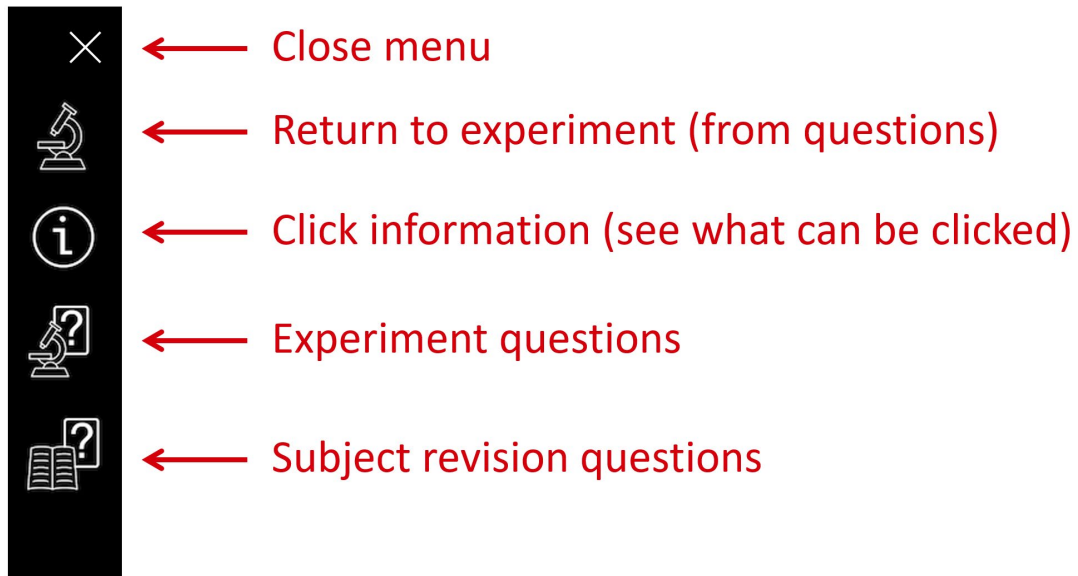 Close menu
Return to experiment (from questions)
i
Click information (see what can be clicked)
?
Experiment questions
?
Subject revision questions